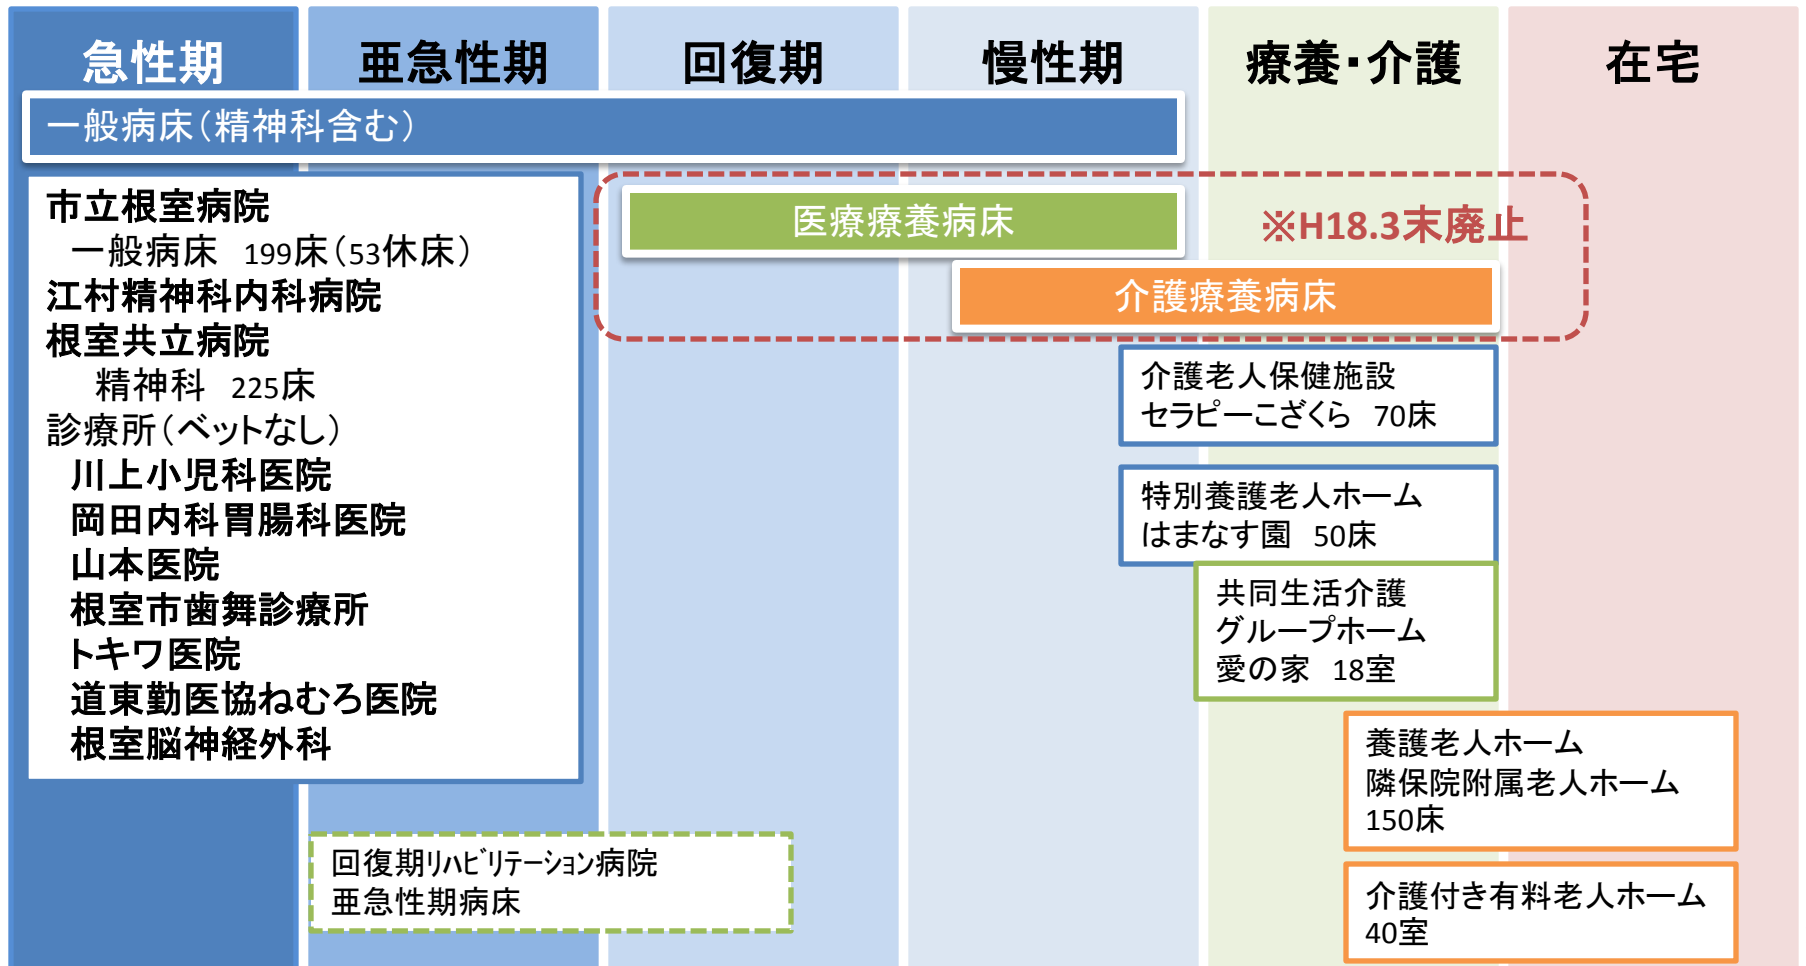 急性期
亜急性期
回復期
慢性期
療養・介護
在宅
一般病床(精神科含む)
市立根室病院
一般病床 199床(53休床)
江村精神科内科病院
根室共立病院
精神科 225床
診療所(ベットなし)
川上小児科医院
岡田内科胃腸科医院
山本医院
根室市歯舞診療所
トキワ医院
道東勤医協ねむろ医院
根室脳神経外科
医療療養病床
※H18.3末廃止
介護療養病床
介護老人保健施設
セラピーこざくら 70床
特別養護老人ホーム
はまなす園 50床
共同生活介護
グループホーム
愛の家 18室
養護老人ホーム
隣保院附属老人ホーム
150床
回復期リハビリテーション病院
亜急性期病床
介護付き有料老人ホーム
40室